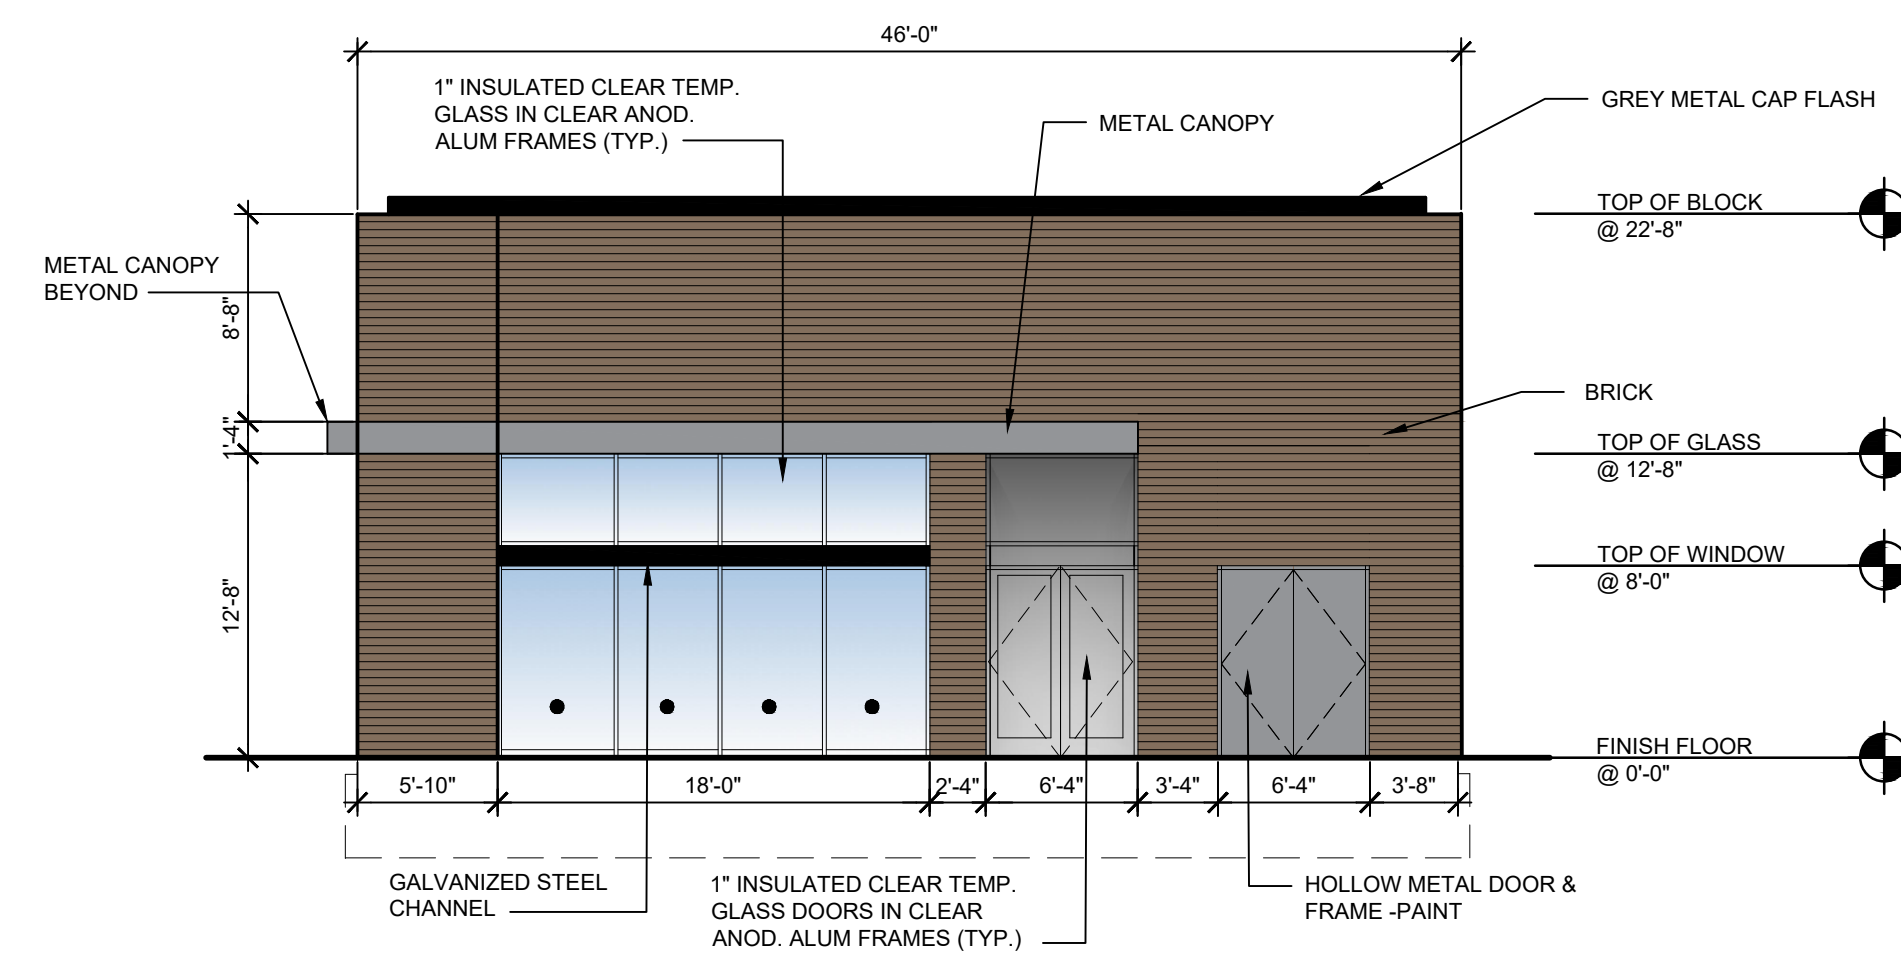 46'-0"
1" INSULATED CLEAR TEMP.
GLASS IN CLEAR ANOD.
ALUM FRAMES (TYP.)
METAL CANOPY
GREY METAL CAP FLASH
TOP OF BLOCK
@ 22'-8"
METAL CANOPY
BEYOND
8'-8"
BRICK
1'-4"
TOP OF GLASS
@ 12'-8"
TOP OF WINDOW
@ 8'-0"
12'-8"
FINISH FLOOR
@ 0'-0"
5'-10"
18'-0"
2'-4"
6'-4"
3'-4"
6'-4"
3'-8"
GALVANIZED STEEL
CHANNEL
1" INSULATED CLEAR TEMP.
GLASS DOORS IN CLEAR
ANOD. ALUM FRAMES (TYP.)
HOLLOW METAL DOOR &
FRAME -PAINT